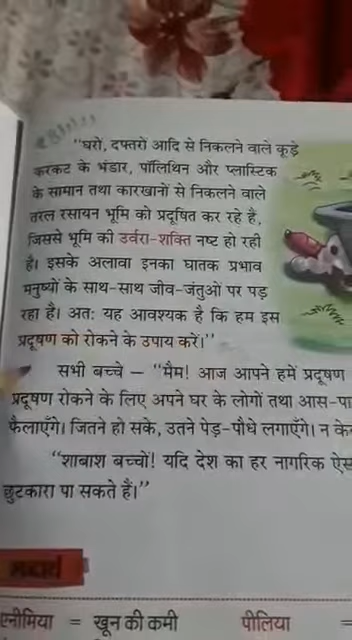 "घरों, दफ्तरों आदि से निकलने वाले कूड़े
करकट के भंडार, पॉलिथिन और प्लास्टिक
के सामान तथा कारखानों से निकलने वाले
तरल रसायन भूमि को प्रदूषित कर रहे हैं,
जिससे भूमि की उर्वरा-शक्ति नष्ट हो रही
है। इसके अलावा इनका घातक प्रभाव
मनुष्यों के साथ-साथ जीव-जंतुओं पर पड़
रहा है। अतः यह आवश्यक है कि हम इस
प्रदूषण को रोकने के उपाय करें।"
सभी बच्चे – "मैम! आज आपने हमें प्रदूषण
प्रदूषण रोकने के लिए अपने घर के लोगों तथा आस-पा
फैलाएँगे। जितने हो सके, उतने पेड़-पौधे लगाएँगे। न के
"शाबाश बच्चों! यदि देश का हर नागरिक ऐस
छुटकारा पा सकते हैं।"
शब्दार्थ
एनीमिया = खून की कमी पीलिया =